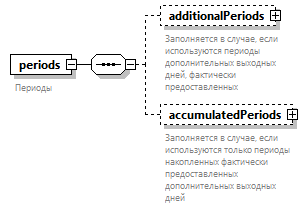 additionalPeriods
Заполняется в случае, если
используются периоды
дополнительных выходных
дней, фактически
предоставленных
periods
Периоды
accumulatedPeriods
Заполняется в случае, если
используются только периоды
накопленных фактически
предоставленных
дополнительных выходных
дней